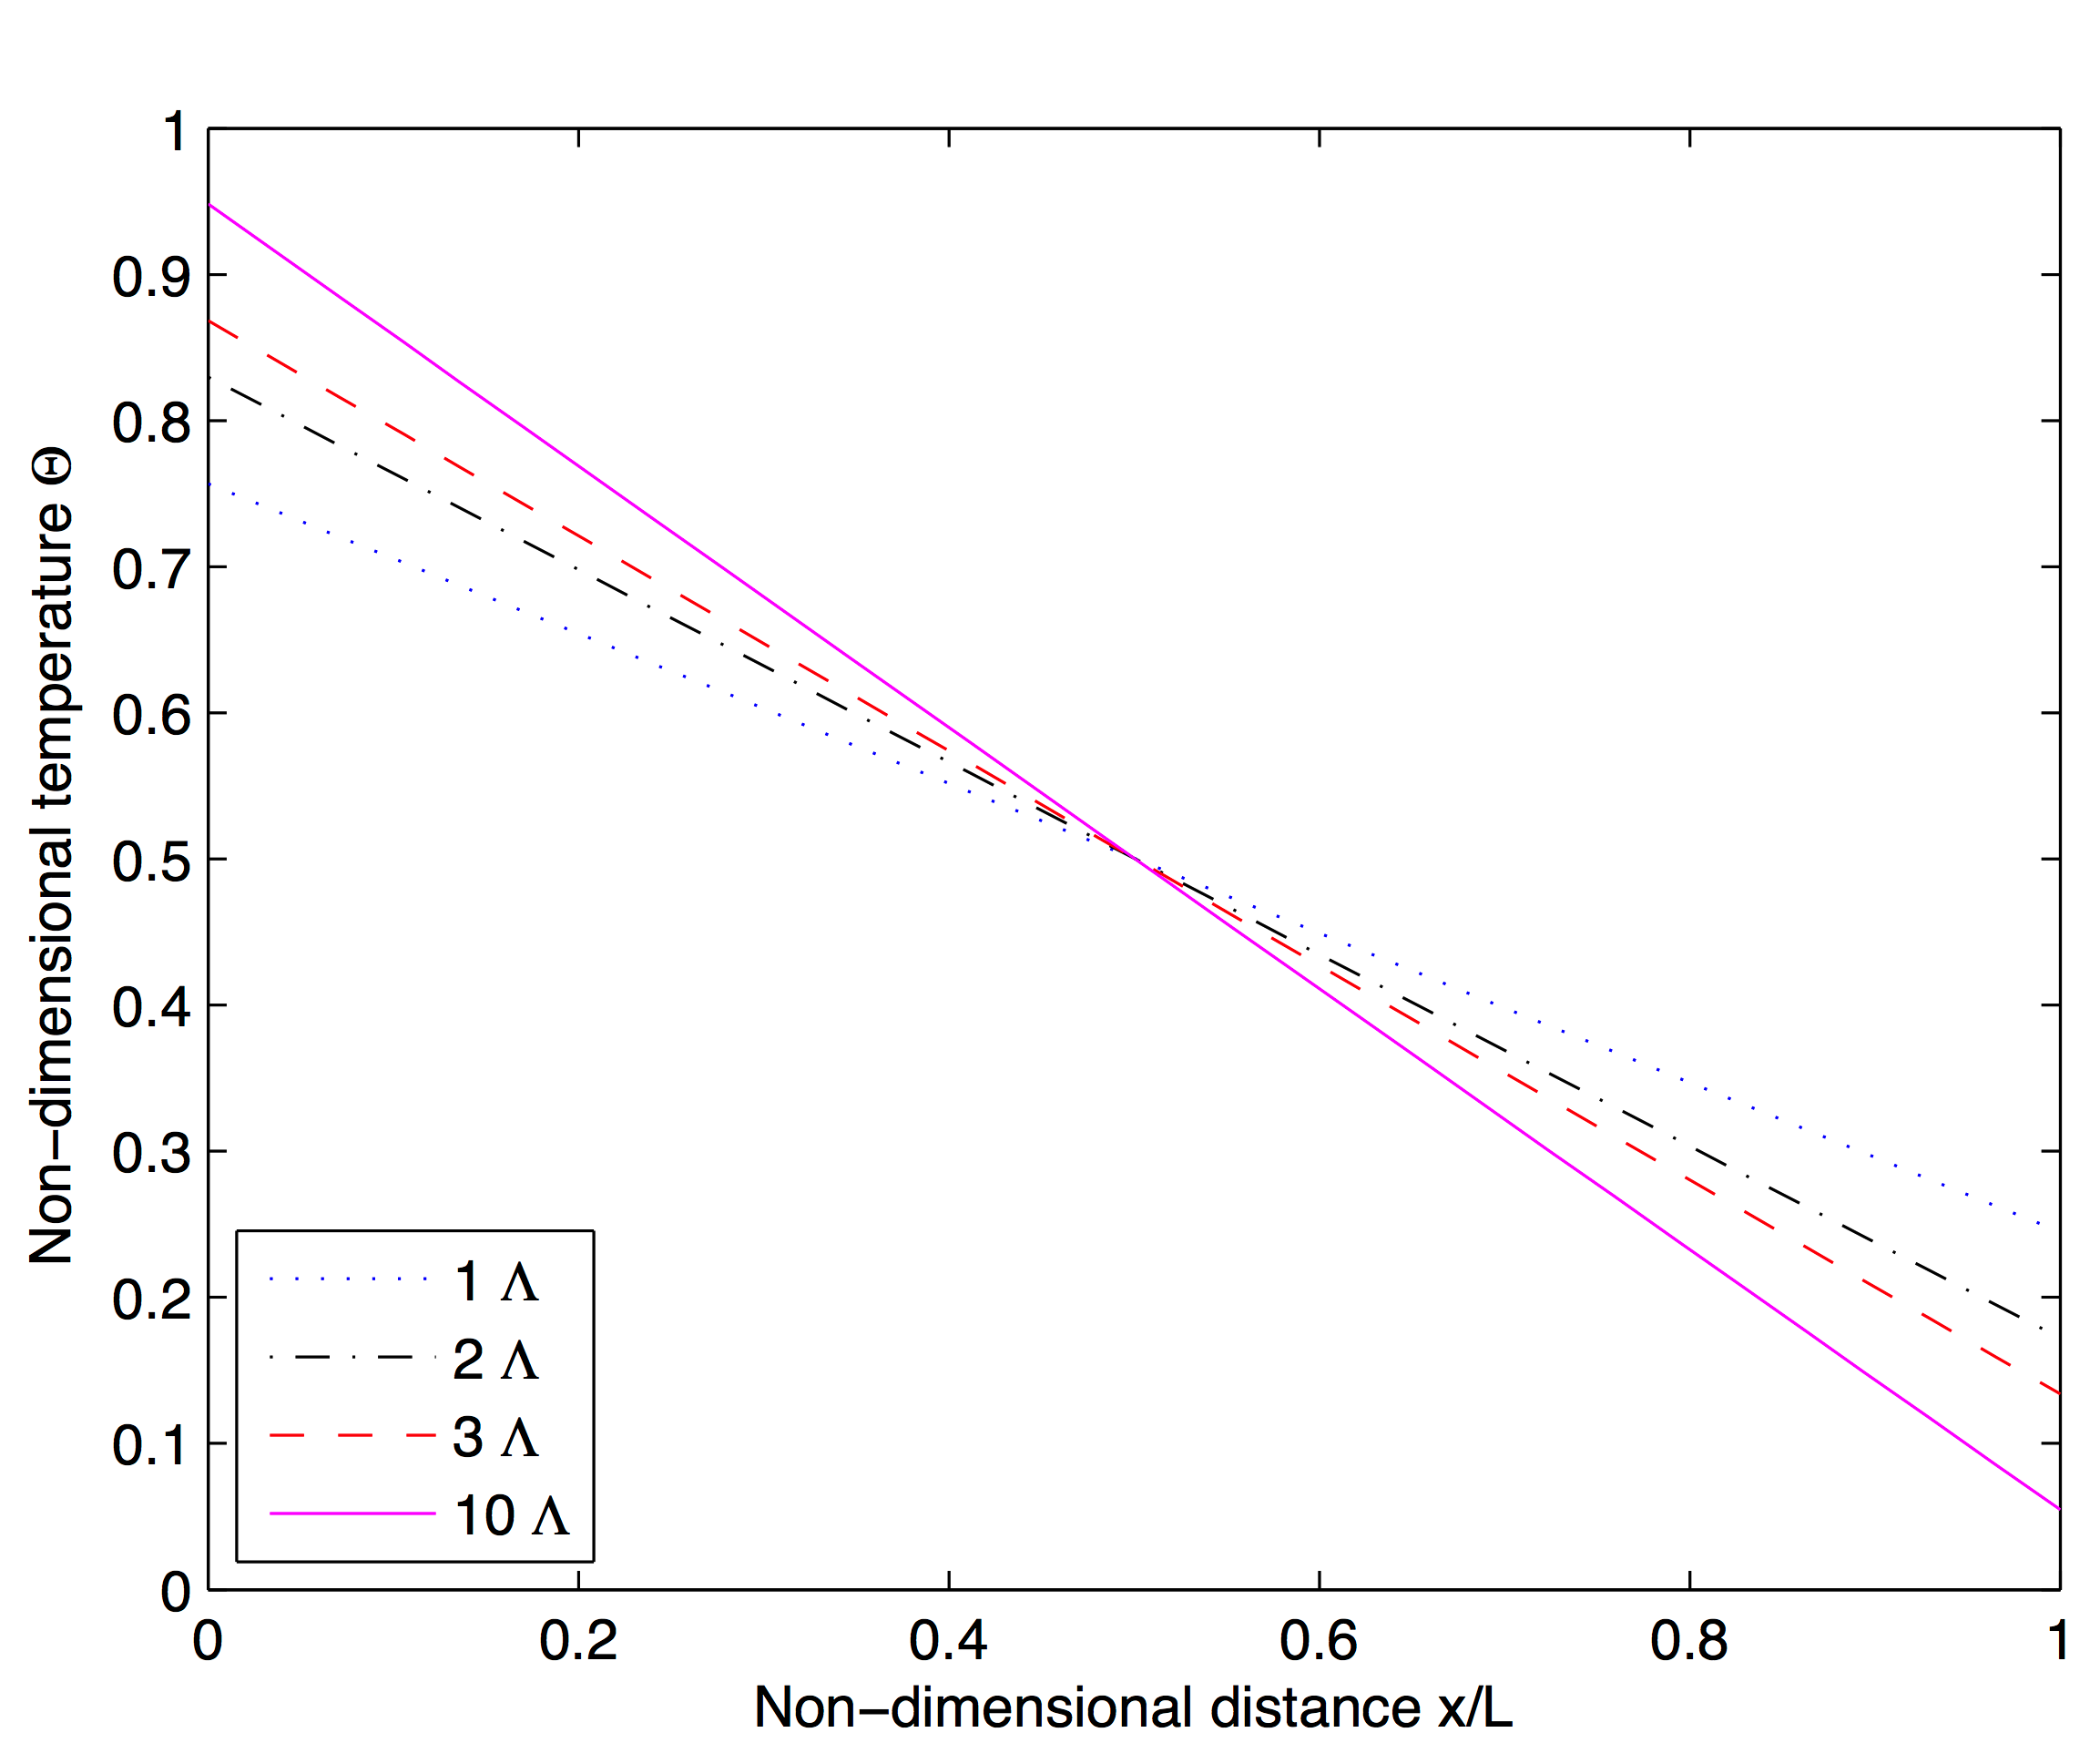 1
0.9
0.8
0.7
0.6
0.5
0.4
0.3
0.2
0.1
0
Non−dimensional temperature Θ
1 Λ
2 Λ
3 Λ
10 Λ
0 0.2 0.4 0.6 0.8 1
Non−dimensional distance x/L